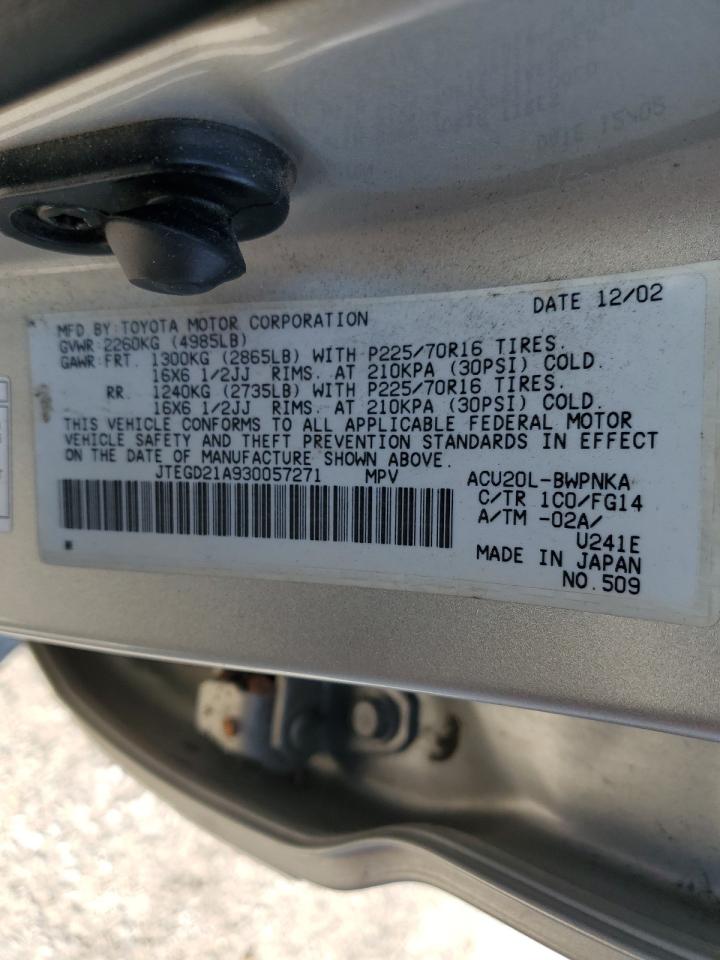 MFD BY: TOYOTA MOTOR CORPORATION DATE 12/02
GVWR 2260KG (4985LB)
GAWR FRT. 1300KG (2865LB) WITH P225/70R16 TIRES.
16X6 1/2JJ RIMS. AT 210KPA (30PSI) COLD.
RR. 1240KG (2735LB) WITH P225/70R16 TIRES.
16X6 1/2JJ RIMS. AT 210KPA (30PSI) COLD.
THIS VEHICLE CONFORMS TO ALL APPLICABLE FEDERAL MOTOR
VEHICLE SAFETY AND THEFT PREVENTION STANDARDS IN EFFECT
ON THE DATE OF MANUFACTURE SHOWN ABOVE.
JTEGD21A930057271 MPV ACU20L-BWPNKA
C/TR 1C0/FG14
A/TM -02A/
U241E
MADE IN JAPAN
NO.509